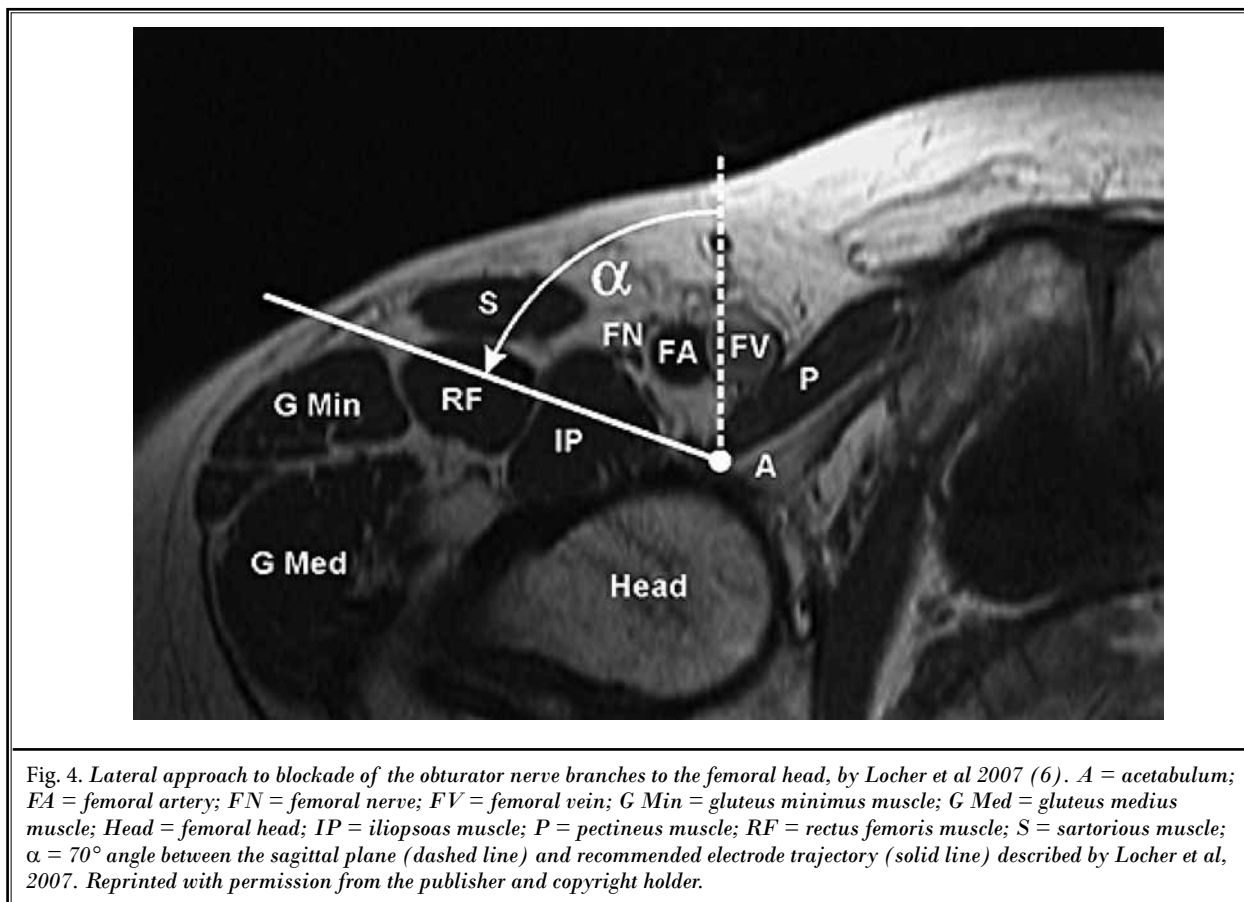 α
S
FN
FA
FV
P
G Min
RF
IP
A
G Med
Head
Fig. 4. Lateral approach to blockade of the obturator nerve branches to the femoral head, by Locher et al 2007 (6). A = acetabulum;
FA = femoral artery; FN = femoral nerve; FV = femoral vein; G Min = gluteus minimus muscle; G Med = gluteus medius
muscle; Head = femoral head; IP = iliopsoas muscle; P = pectineus muscle; RF = rectus femoris muscle; S = sartorious muscle;
α = 70° angle between the sagittal plane (dashed line) and recommended electrode trajectory (solid line) described by Locher et al,
2007. Reprinted with permission from the publisher and copyright holder.